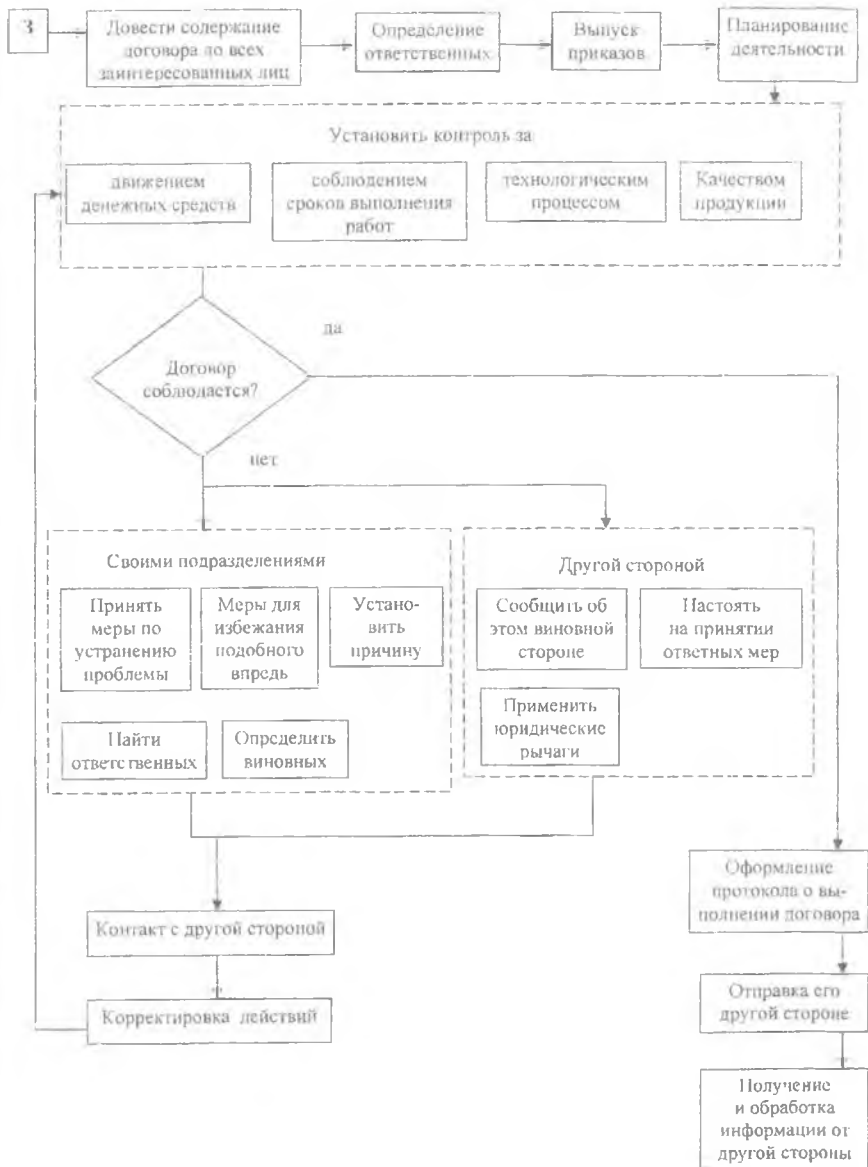 3
Довести содержание
договора до всех
заинтересованных лиц
Определение
ответственных
Выпуск
приказов
Планирование
деятельности
Установить контроль за
движением
денежных средств
соблюдением
сроков выполнения
работ
технологическим
процессом
Качеством
продукции
да
Договор
соблюдается?
нет
Своими подразделениями
Принять
меры по
устранению
проблемы
Меры для
избежания
подобного
впредь
Устано-
вить
причину
Найти
ответственных
Определить
виновных
Другой стороной
Сообщить об
этом виновной
стороне
Настоять
на принятии
ответных мер
Применить
юридические
рычаги
Контакт с другой стороной
Корректировка действий
Оформление
протокола о вы-
полнении договора
Отправка его
другой стороне
Получение
и обработка
информации от
другой стороны